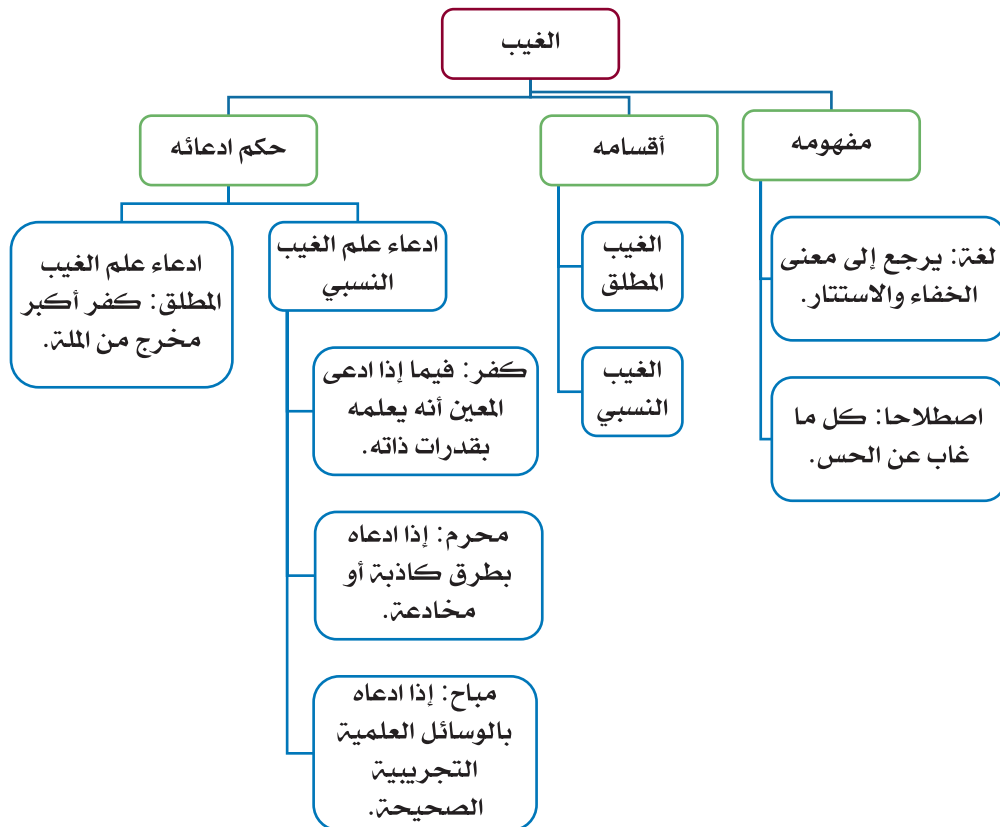 الغيب
مفهومه
لغة: يرجع إلى معنى
الخفاء والاستتار.
اصطلاحا: كل ما
غاب عن الحس.
أقسامه
الغيب
المطلق
الغيب
النسبي
حكم ادعائه
ادعاء علم الغيب
النسبي
كفر: فيما إذا ادعى
المعين أنه يعلمه
بقدرات ذاته.
محرم: إذا ادعاه
بطرق كاذبة أو
مخادعة.
مباح: إذا ادعاه
بالوسائل العلمية
التجريبية
الصحيحة.
ادعاء علم الغيب
المطلق: كفر أكبر
مخرج من الملة.